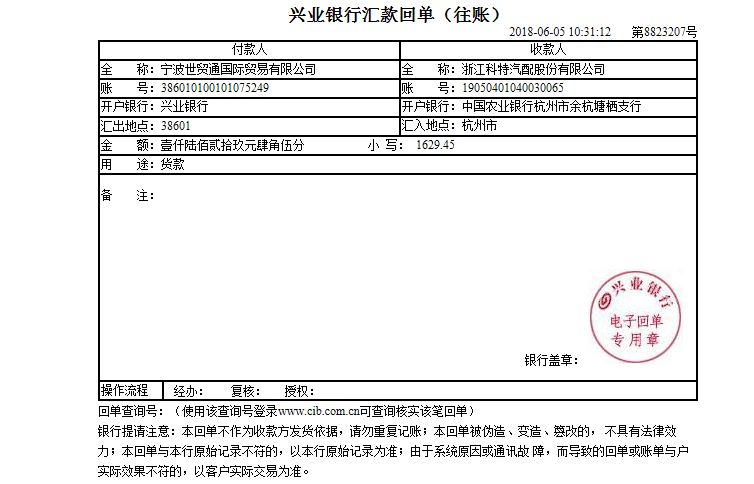 兴业银行汇款回单（往账）
2018-06-05 10:31:12 第8823207号
付款人 收款人
全 称：宁波世贸通国际贸易有限公司 全 称：浙江科特汽配股份有限公司
账 号：386010100101075249 账 号：19050401040030065
开户银行：兴业银行 开户银行：中国农业银行杭州市余杭塘栖支行
汇出地点：38601 汇入地点：杭州市
金 额：壹仟陆佰贰拾玖元肆角伍分 小 写： 1629.45
用 途：货款
备 注：
兴业银行
电子回单
专用章
银行盖章：
操作流程 经办： 复核： 授权：
回单查询号：（使用该查询号登录www.cib.com.cn可查询核实该笔回单）
银行提请注意：本回单不作为收款方发货依据，请勿重复记账；本回单被伪造、变造、篡改的，不具有法律效
力；本回单与本行原始记录不符的，以本行原始记录为准；由于系统原因或通讯故 障，而导致的回单或账单与户
实际效果不符的，以客户实际交易为准。